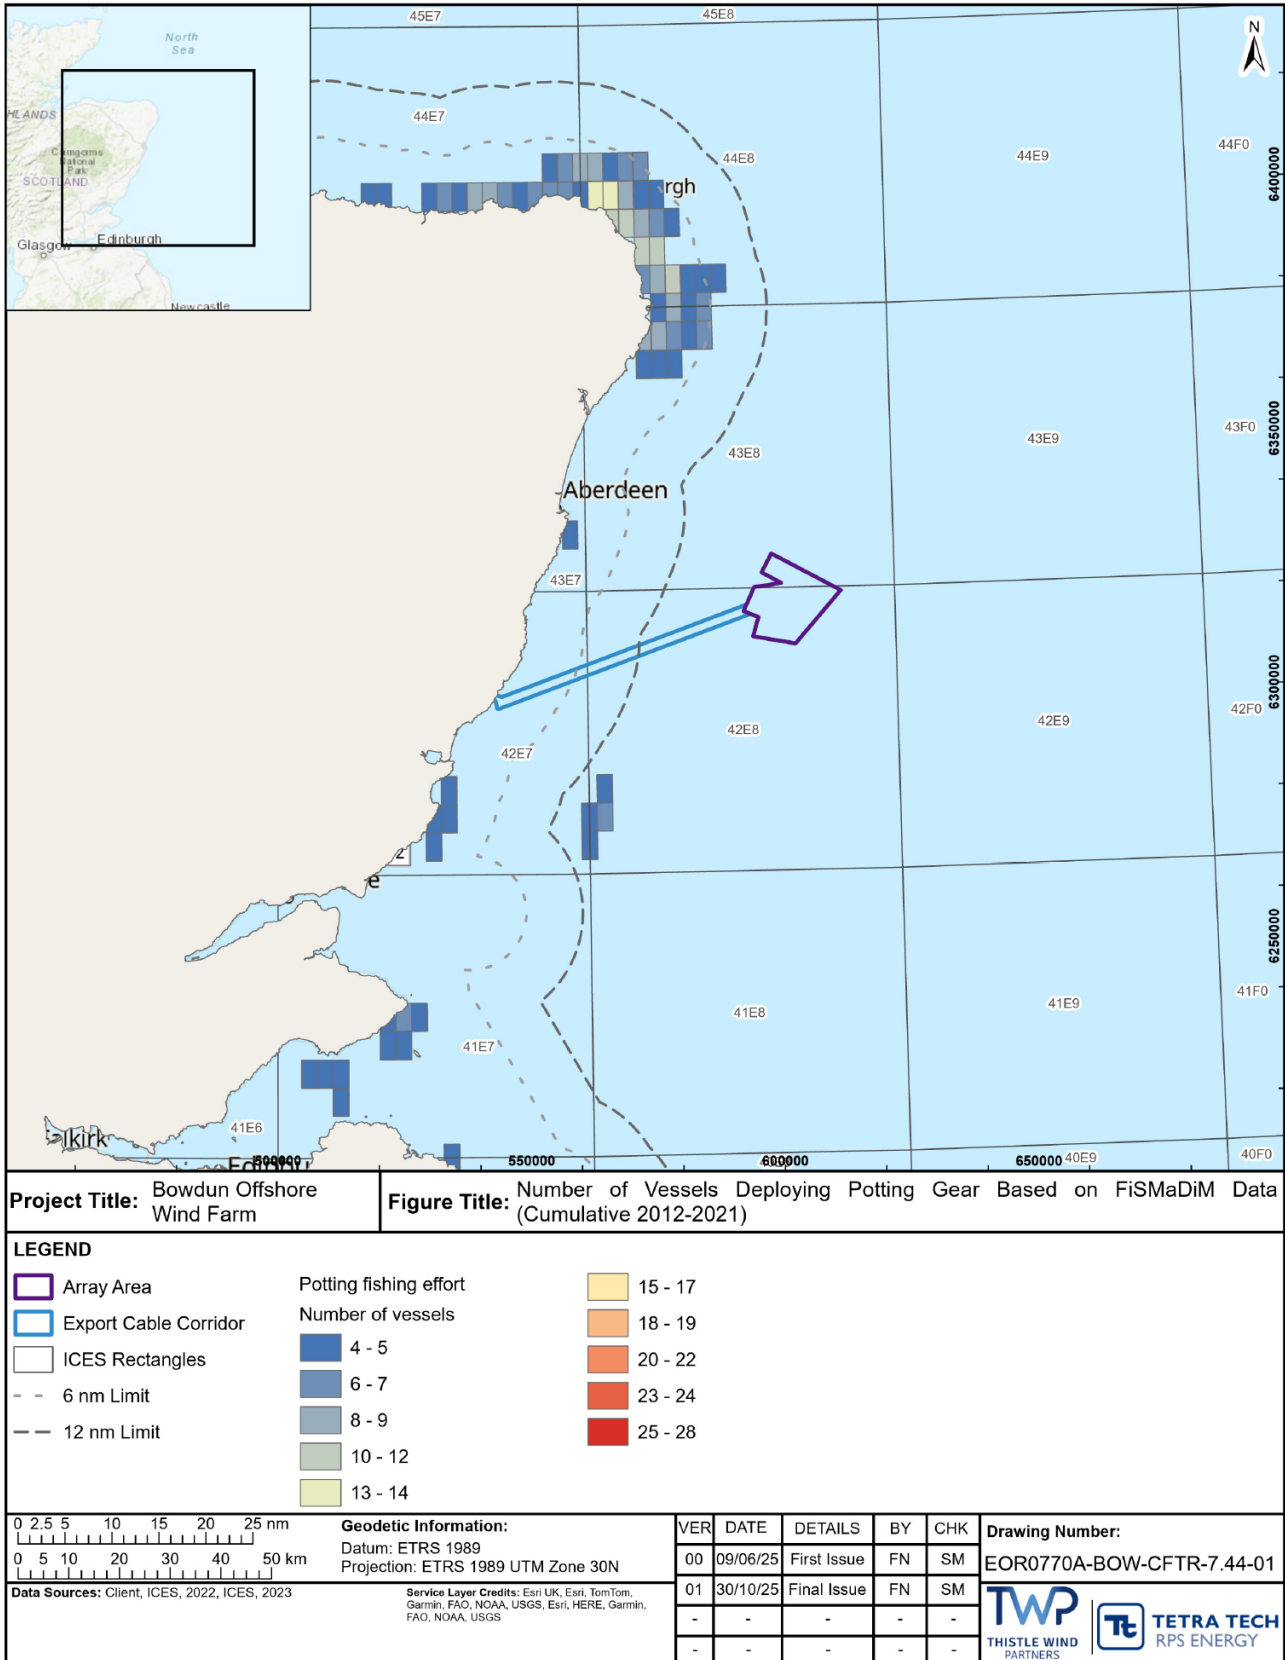 45E7
45E8
North
Sea
N
HLANDS
Cairngorms
National
Park
SCOTLAND
Glasgow
Edinburgh
Newcastle
44E7
44E8
44E9
44F0
6400000
rgh
43E8
43E9
43F0
6350000
Aberdeen
43E7
6300000
42E7
42E8
42E9
42F0
2
e
6250000
41E7
41E8
41E9
41F0
41E6
lkirk
500000
550000
600000
650000
40E9
40F0
Project Title: Bowdun Offshore
Wind Farm
Figure Title: Number of Vessels Deploying Potting Gear Based on FiSMaDiM Data
(Cumulative 2012-2021)
LEGEND
Array Area
Export Cable Corridor
ICES Rectangles
6 nm Limit
12 nm Limit
Potting fishing effort
Number of vessels
4 - 5
6 - 7
8 - 9
10 - 12
13 - 14
15 - 17
18 - 19
20 - 22
23 - 24
25 - 28
0 2.5 5 10 15 20 25 nm
0 5 10 20 30 40 50 km
Geodetic Information:
Datum: ETRS 1989
Projection: ETRS 1989 UTM Zone 30N
Data Sources: Client, ICES, 2022, ICES, 2023
Service Layer Credits: Esri UK, Esri, TomTom,
Garmin, FAO, NOAA, USGS, Esri, HERE, Garmin,
FAO, NOAA, USGS
VER DATE DETAILS BY CHK
00 09/06/25 First Issue FN SM
01 30/10/25 Final Issue FN SM
- - - - -
- - - - -
Drawing Number:
EOR0770A-BOW-CFTR-7.44-01
TWP
THISTLE WIND
PARTNERS
Tt
TETRA TECH
RPS ENERGY